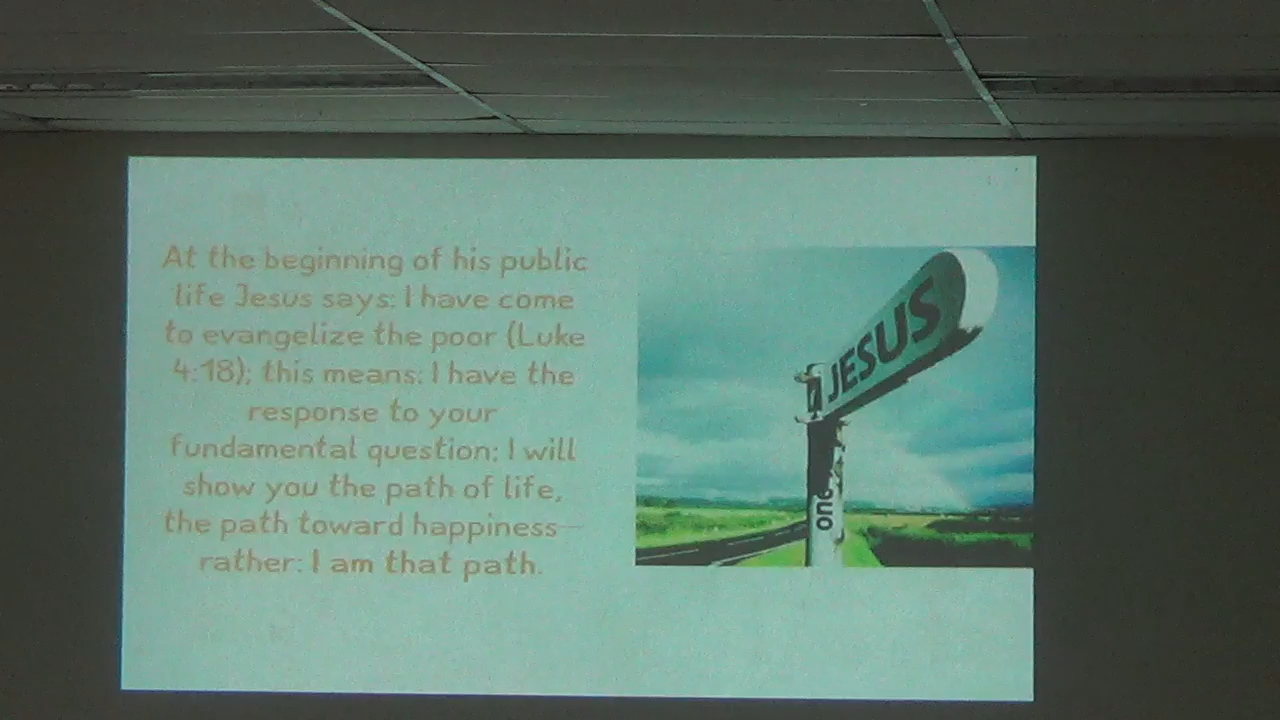 At the beginning of his public
life Jesus says: I have come
to evangelize the poor (Luke
4:18); this means: I have the
response to your
fundamental question; I will
show you the path of life,
the path toward happiness—
rather: I am that path.
JESUS
one